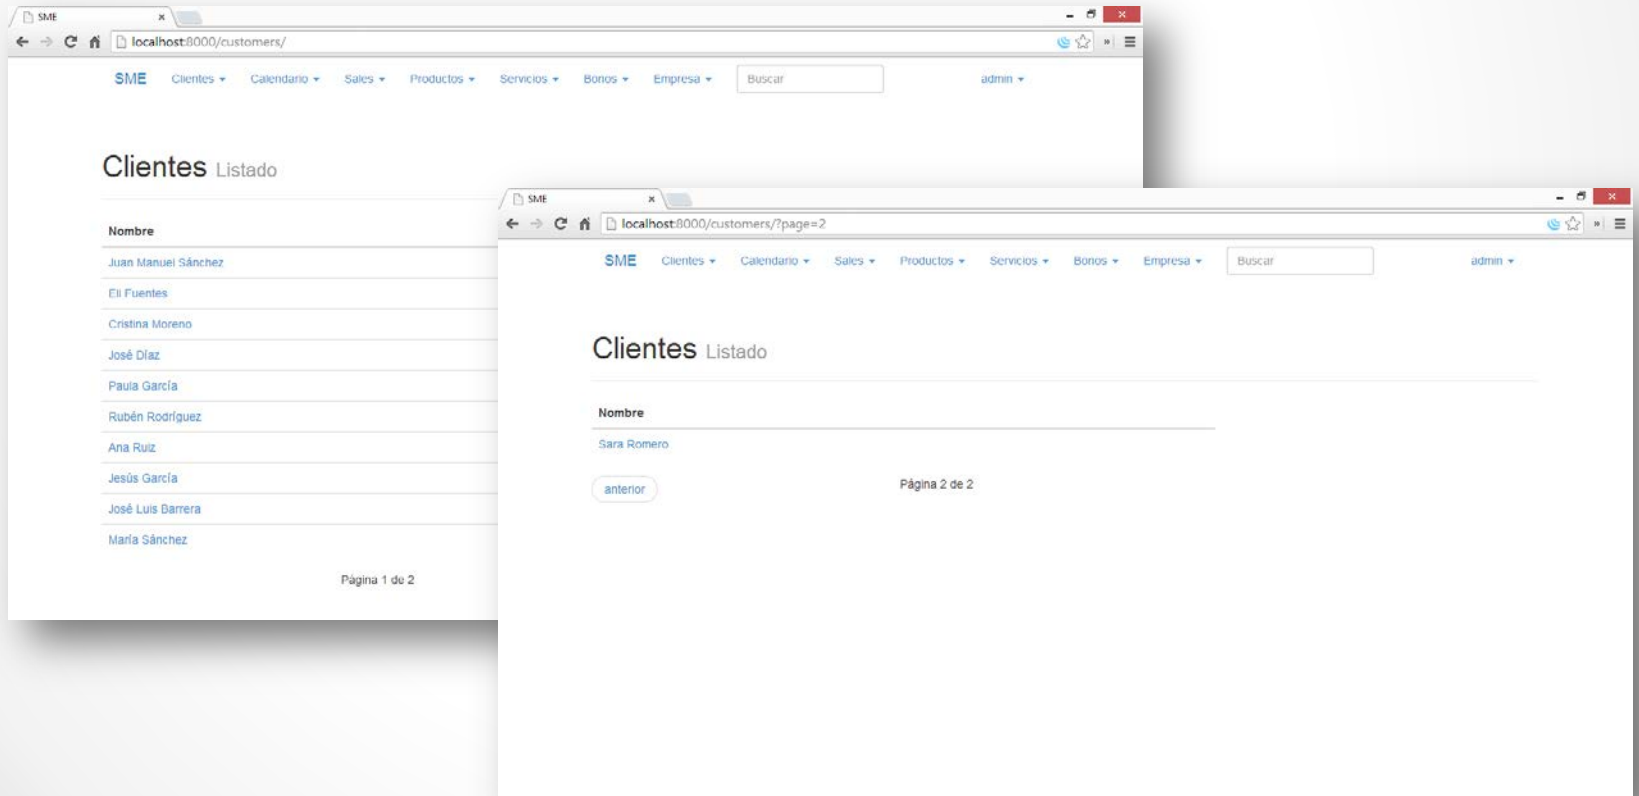 SME
localhost:8000/customers/
SME Clientes Calendario Sales Productos Servicios Bonos Empresa Buscar admin
Clientes Listado
Nombre
Juan Manuel Sánchez
Eli Fuentes
Cristina Moreno
José Díaz
Paula García
Rubén Rodríguez
Ana Ruiz
Jesús García
José Luis Barrera
María Sánchez
Página 1 de 2
SME
localhost:8000/customers/?page=2
SME Clientes Calendario Sales Productos Servicios Bonos Empresa Buscar admin
Clientes Listado
Nombre
Sara Romero
anterior Página 2 de 2